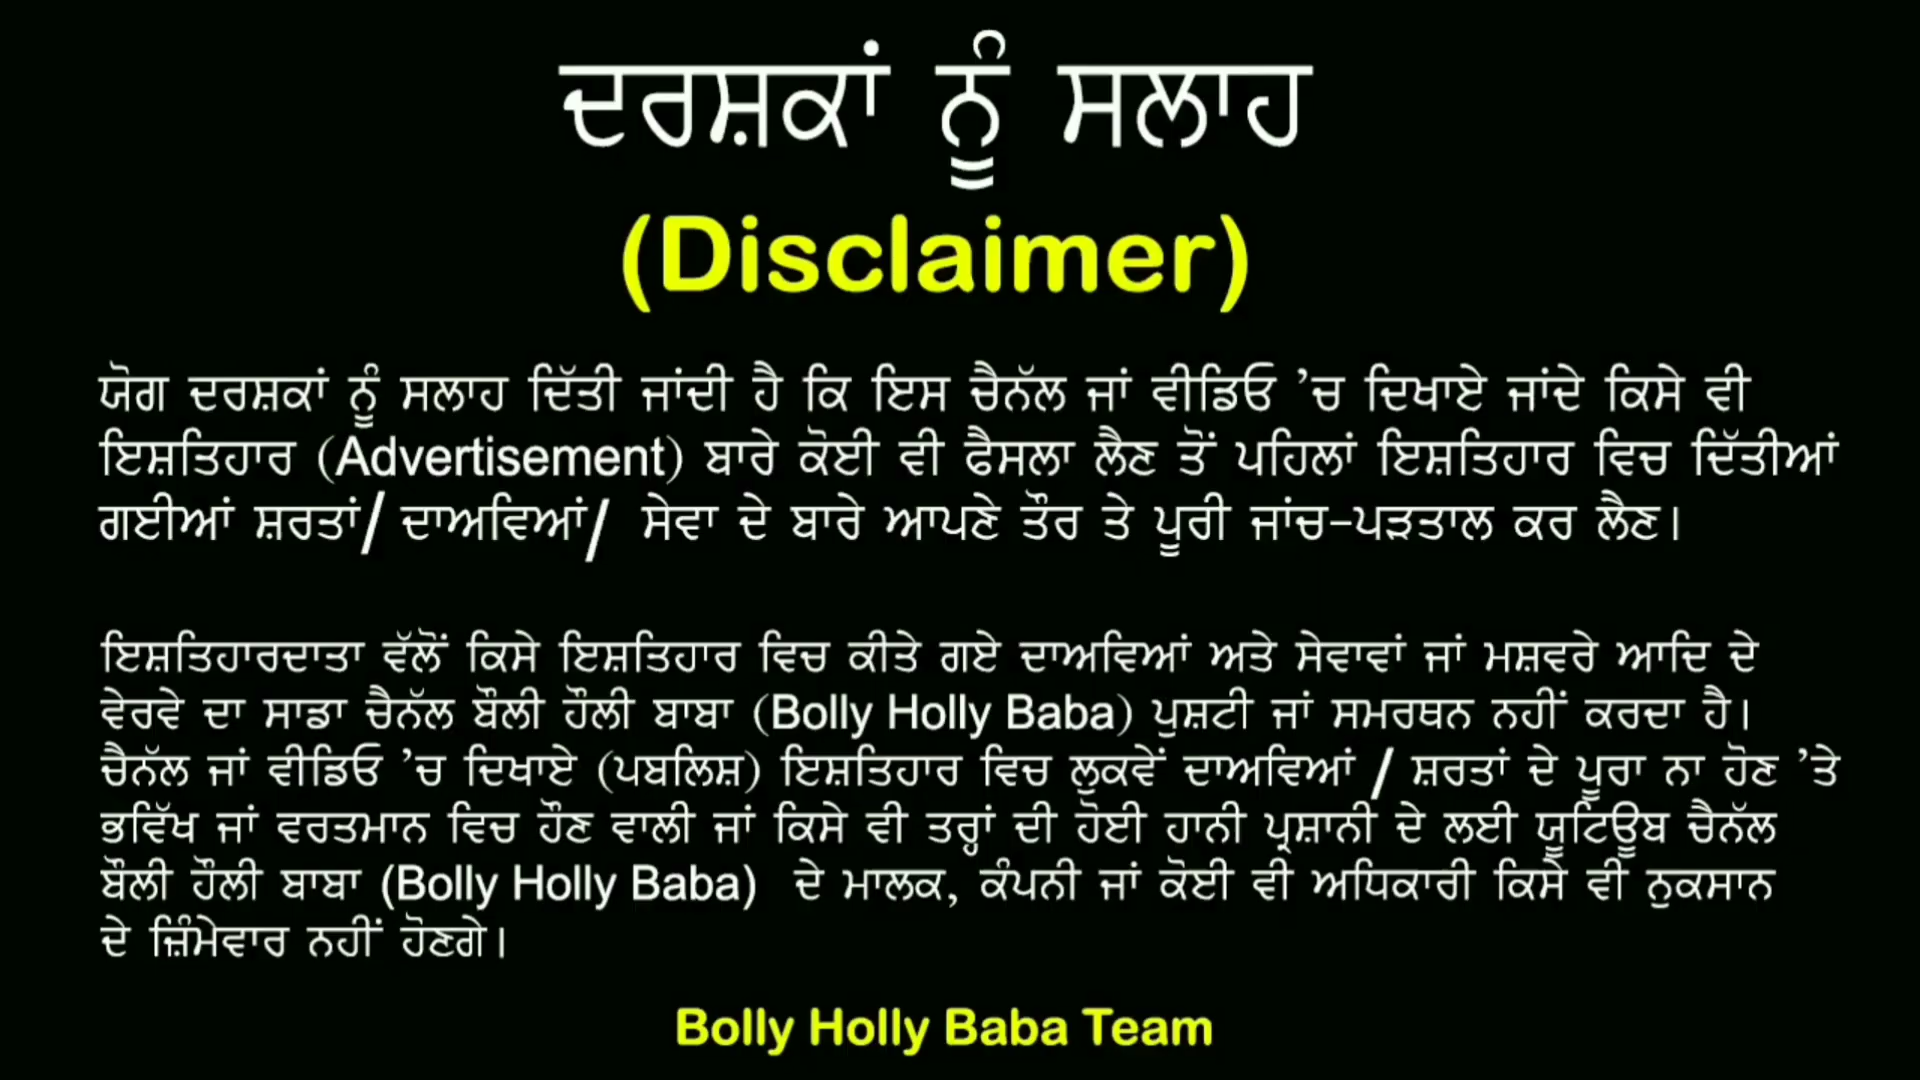 ਦਰਸ਼ਕਾਂ ਨੂੰ ਸਲਾਹ
(Disclaimer)
ਯੋਗ ਦਰਸ਼ਕਾਂ ਨੂੰ ਸਲਾਹ ਦਿੱਤੀ ਜਾਂਦੀ ਹੈ ਕਿ ਇਸ ਚੈਨੱਲ ਜਾਂ ਵੀਡਿਓ ’ਚ ਦਿਖਾਏ ਜਾਂਦੇ ਕਿਸੇ ਵੀ
ਇਸ਼ਤਿਹਾਰ (Advertisement) ਬਾਰੇ ਕੋਈ ਵੀ ਫੈਸਲਾ ਲੈਣ ਤੋਂ ਪਹਿਲਾਂ ਇਸ਼ਤਿਹਾਰ ਵਿਚ ਦਿੱਤੀਆਂ
ਗਈਆਂ ਸ਼ਰਤਾਂ/ ਦਾਅਵਿਆਂ/ ਸੇਵਾ ਦੇ ਬਾਰੇ ਆਪਣੇ ਤੌਰ ਤੇ ਪੂਰੀ ਜਾਂਚ-ਪੜਤਾਲ ਕਰ ਲੈਣ।
ਇਸ਼ਤਿਹਾਰਦਾਤਾ ਵੱਲੋਂ ਕਿਸੇ ਇਸ਼ਤਿਹਾਰ ਵਿਚ ਕੀਤੇ ਗਏ ਦਾਅਵਿਆਂ ਅਤੇ ਸੇਵਾਵਾਂ ਜਾਂ ਮਸ਼ਵਰੇ ਆਦਿ ਦੇ
ਵੇਰਵੇ ਦਾ ਸਾਡਾ ਚੈਨੱਲ ਬੌਲੀ ਹੌਲੀ ਬਾਬਾ (Bolly Holly Baba) ਪੁਸ਼ਟੀ ਜਾਂ ਸਮਰਥਨ ਨਹੀਂ ਕਰਦਾ ਹੈ।
ਚੈਨੱਲ ਜਾਂ ਵੀਡਿਓ ’ਚ ਦਿਖਾਏ (ਪਬਲਿਸ਼) ਇਸ਼ਤਿਹਾਰ ਵਿਚ ਲੁਕਵੇਂ ਦਾਅਵਿਆਂ / ਸ਼ਰਤਾਂ ਦੇ ਪੂਰਾ ਨਾ ਹੋਣ ’ਤੇ
ਭਵਿੱਖ ਜਾਂ ਵਰਤਮਾਨ ਵਿਚ ਹੌਣ ਵਾਲੀ ਜਾਂ ਕਿਸੇ ਵੀ ਤਰ੍ਹਾਂ ਦੀ ਹੋਈ ਹਾਨੀ ਪ੍ਰਸ਼ਾਨੀ ਦੇ ਲਈ ਯੂਟਿਊਬ ਚੈਨੱਲ
ਬੌਲੀ ਹੌਲੀ ਬਾਬਾ (Bolly Holly Baba) ਦੇ ਮਾਲਕ, ਕੰਪਨੀ ਜਾਂ ਕੋਈ ਵੀ ਅਧਿਕਾਰੀ ਕਿਸੇ ਵੀ ਨੁਕਸਾਨ
ਦੇ ਜ਼ਿੰਮੇਵਾਰ ਨਹੀਂ ਹੋਣਗੇ।
Bolly Holly Baba Team